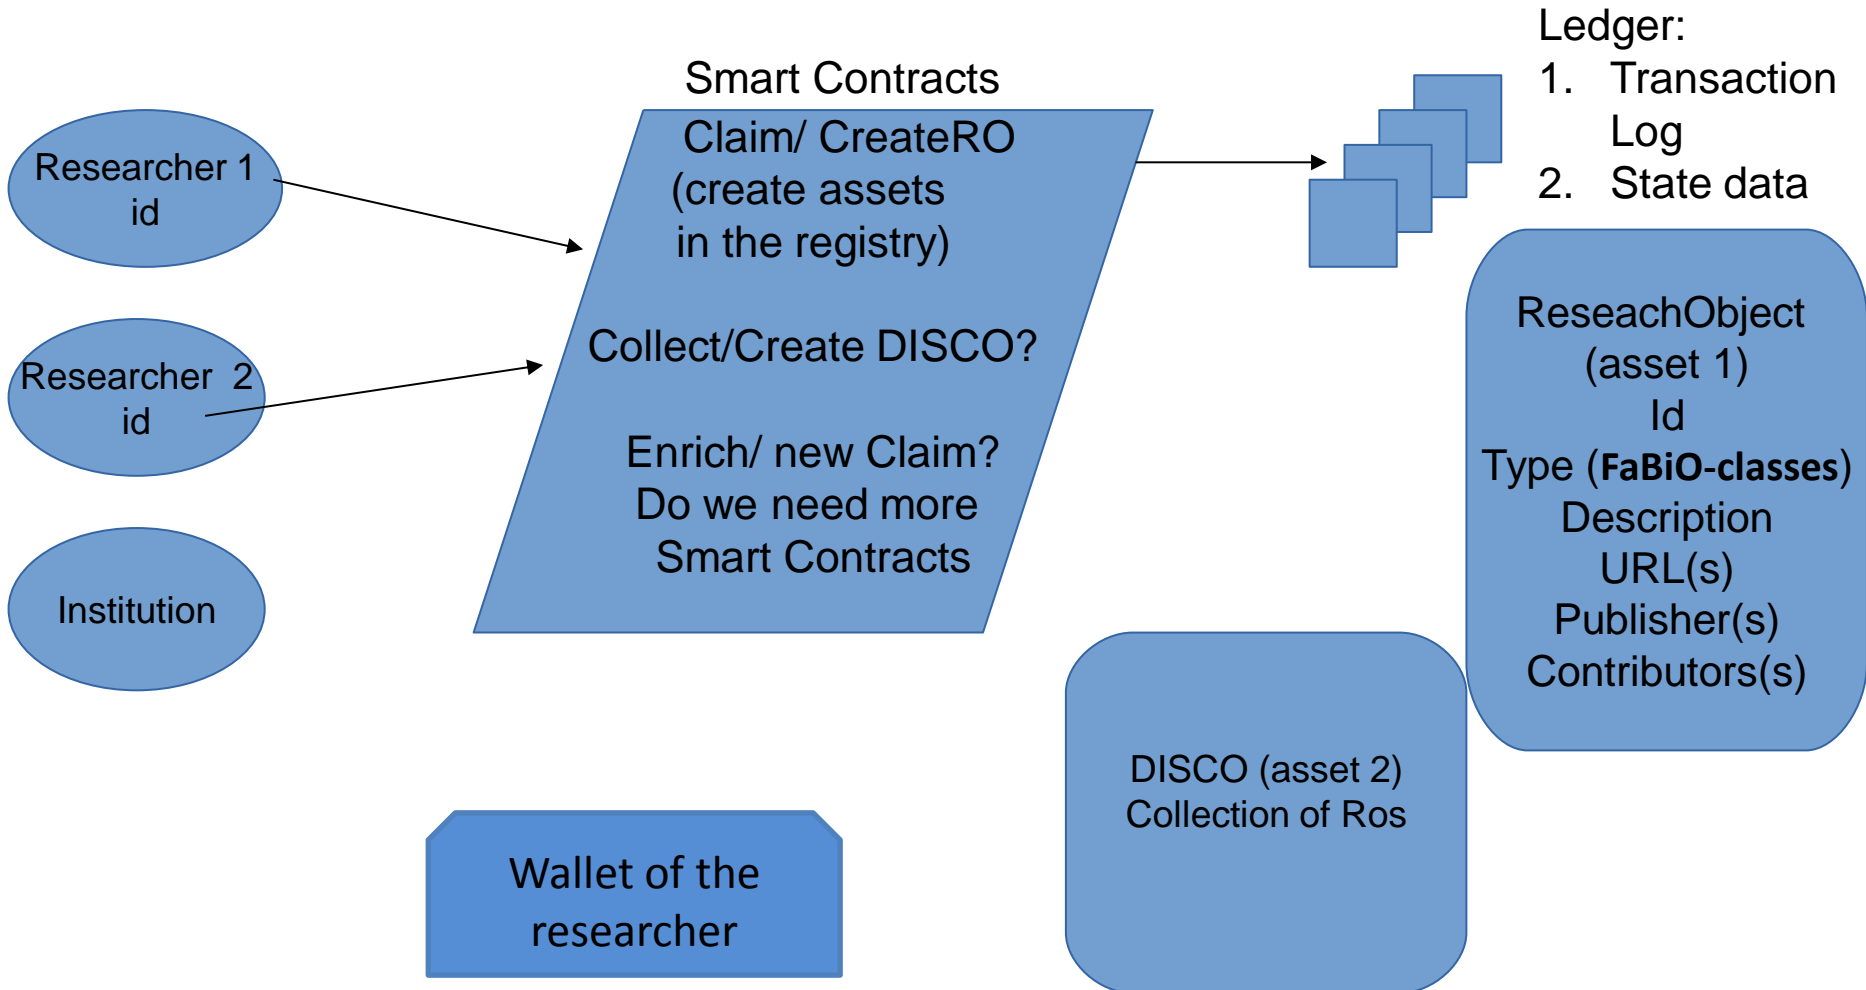 Researcher 1
id
Researcher 2
id
Institution
Smart Contracts
Claim/ CreateRO
(create assets
in the registry)
Collect/Create DISCO?
Enrich/ new Claim?
Do we need more
Smart Contracts
Ledger:
1. Transaction
Log
2. State data
ReseachObject
(asset 1)
Id
Type (FaBiO-classes)
Description
URL(s)
Publisher(s)
Contributors(s)
DISCO (asset 2)
Collection of Ros
Wallet of the
researcher